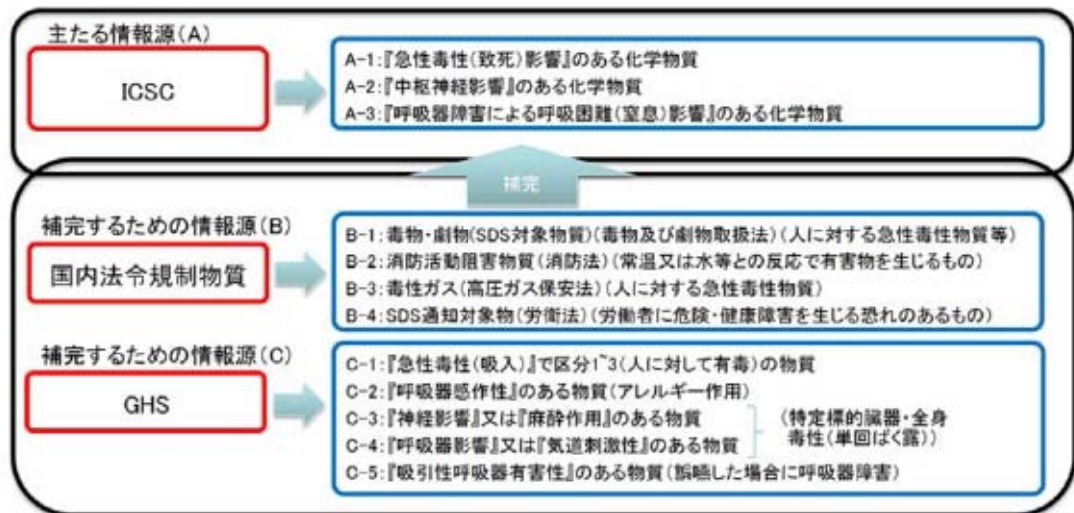 主たる情報源(A)
ICSC
A-1:『急性毒性(致死)影響』のある化学物質
A-2:『中枢神経影響』のある化学物質
A-3:『呼吸器障害による呼吸困難(窒息)影響』のある化学物質
補完
補完するための情報源(B)
国内法令規制物質
B-1:毒物・劇物(SDS対象物質)(毒物及び劇物取扱法)(人に対する急性毒性物質等)
B-2:消防活動阻害物質(消防法)(常温又は水等との反応で有害物を生じるもの)
B-3:毒性ガス(高圧ガス保安法)(人に対する急性毒性物質)
B-4:SDS通知対象物(労衛法)(労働者に危険・健康障害を生じる恐れのあるもの)
補完するための情報源(C)
GHS
C-1:『急性毒性(吸入)』で区分1~3(人に対して有毒)の物質
C-2:『呼吸器感作性』のある物質(アレルギー作用)
C-3:『神経影響』又は『麻酔作用』のある物質
C-4:『呼吸器影響』又は『気道刺激性』のある物質
(特定標的臓器・全身
毒性(単回ばく露))
C-5:『吸引性呼吸器有害性』のある物質(誤嚥した場合に呼吸器障害)